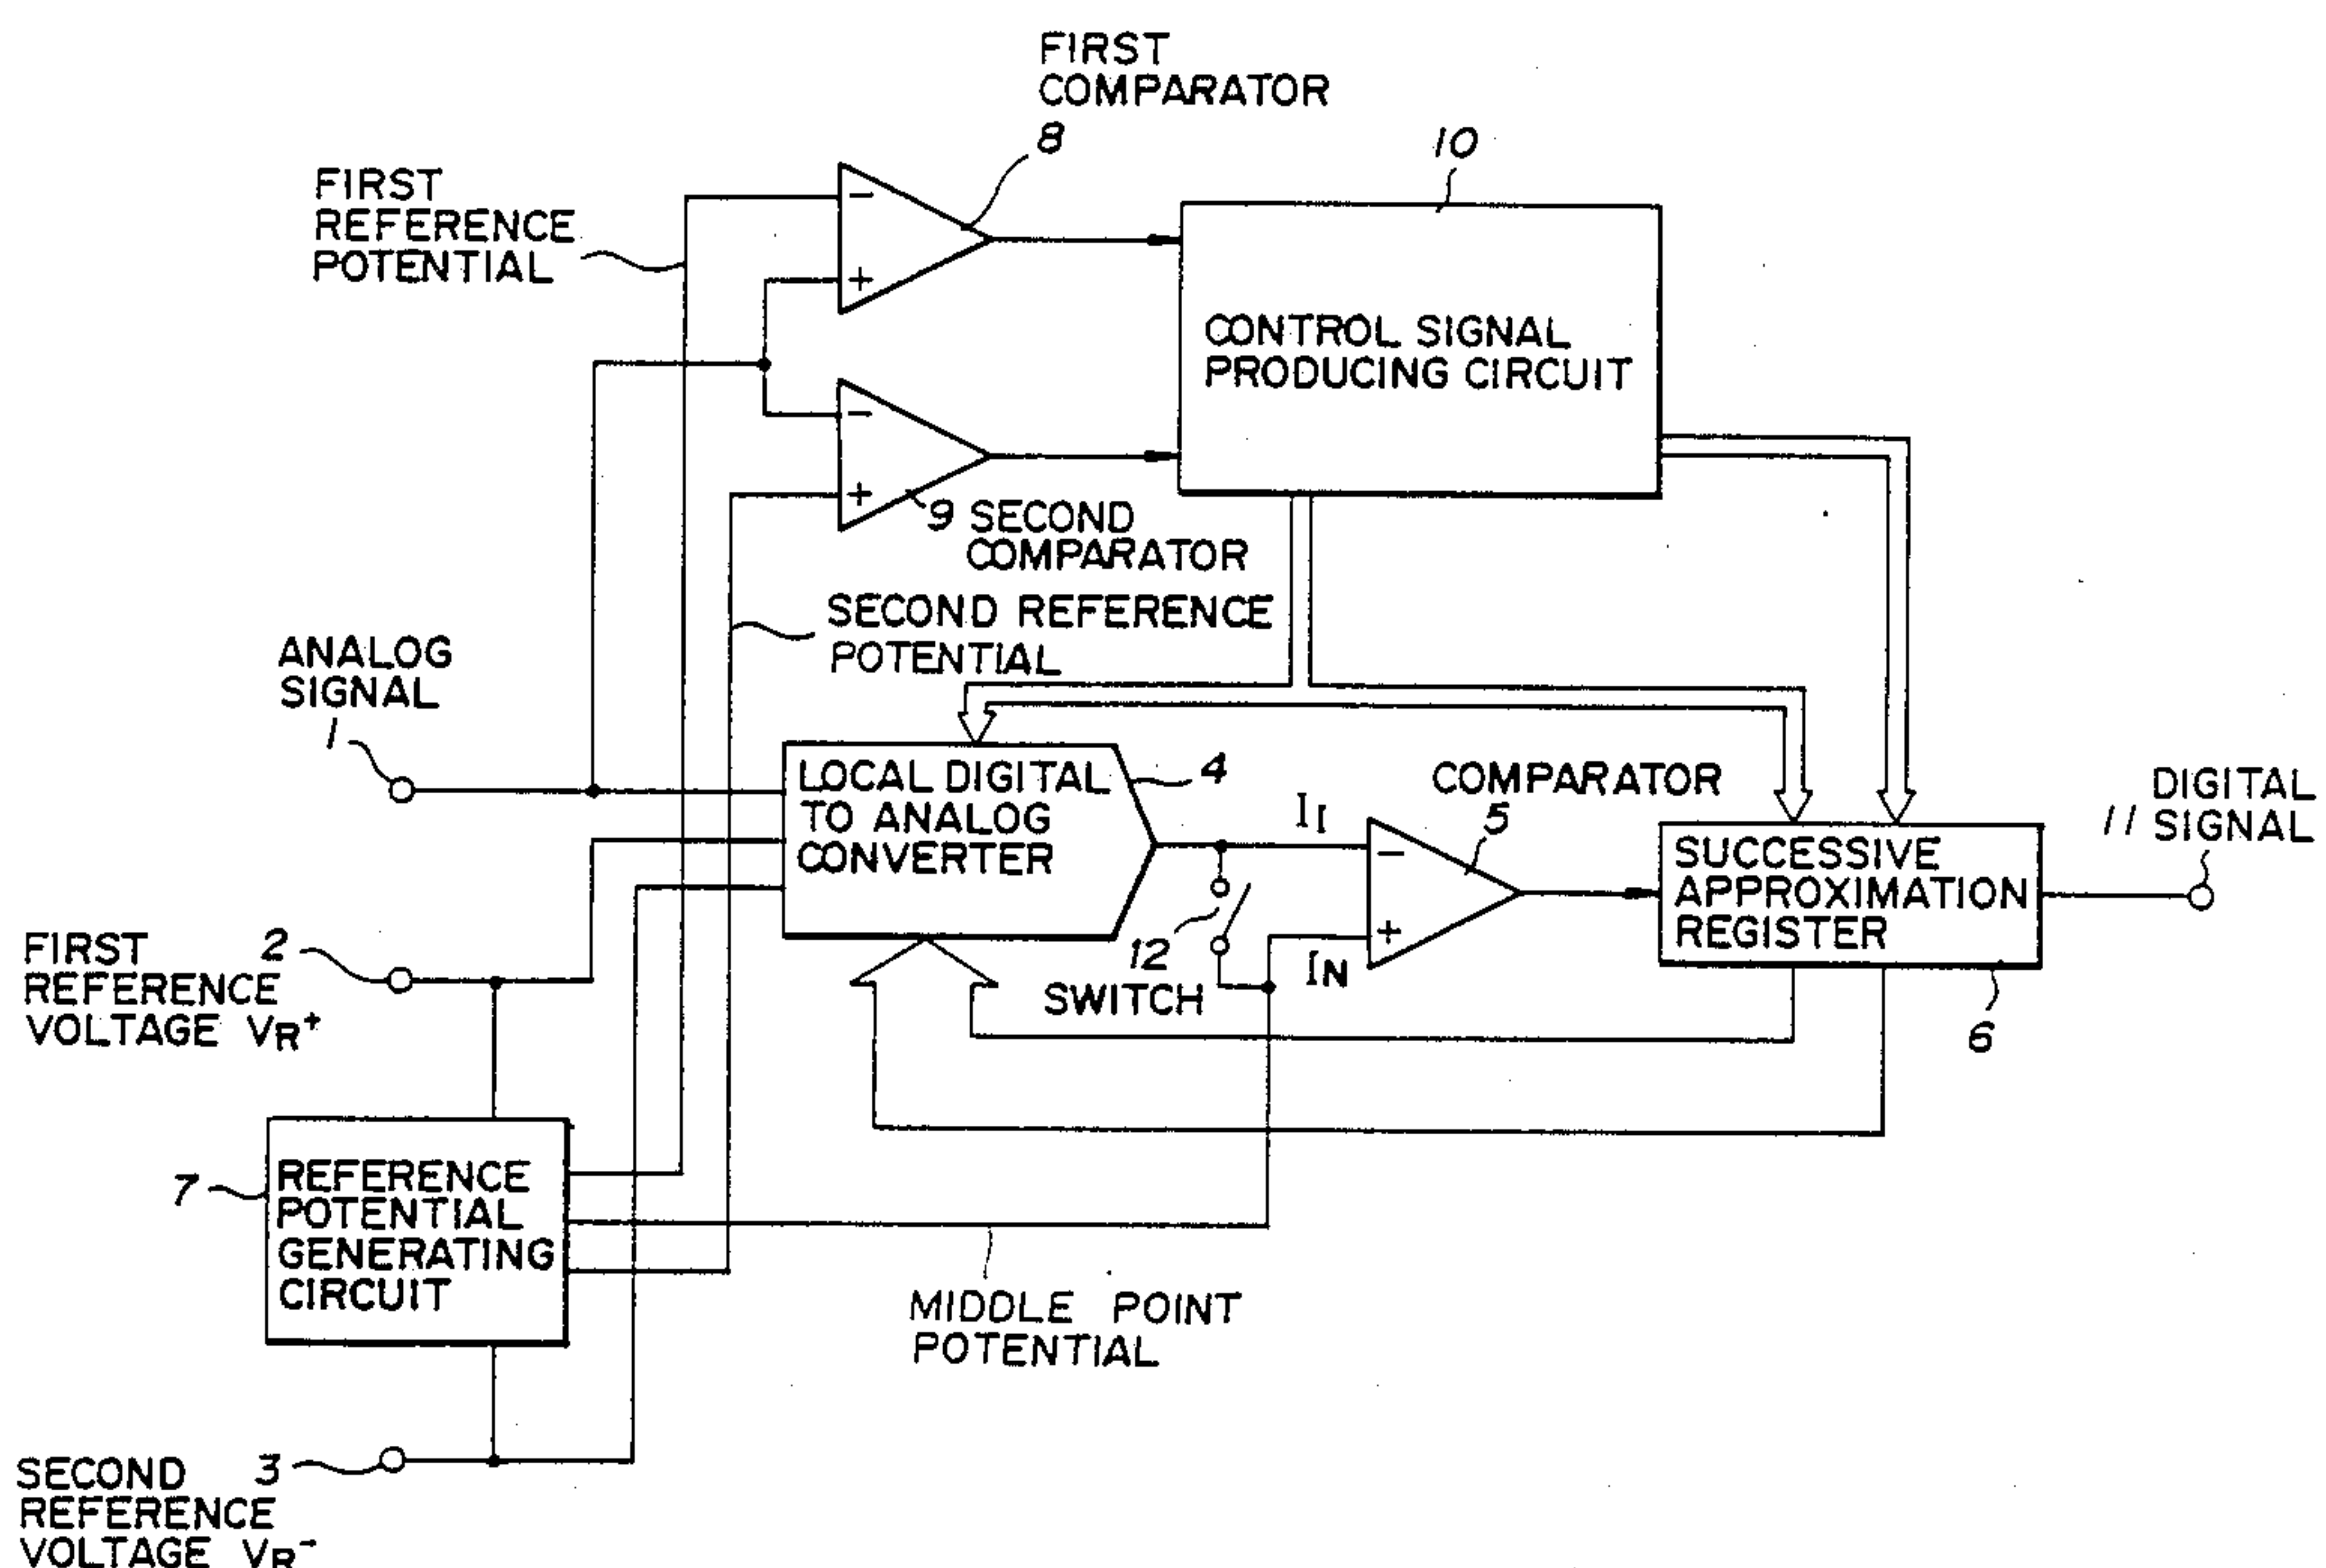 FIRST
COMPARATOR
8
10
FIRST
REFERENCE
POTENTIAL
−
+
CONTROL SIGNAL
PRODUCING CIRCUIT
−
+
9 SECOND
COMPARATOR
SECOND REFERENCE
POTENTIAL
ANALOG
SIGNAL
1
LOCAL DIGITAL
TO ANALOG
CONVERTER
4
COMPARATOR
5
II
−
+
IN
12
SWITCH
SUCCESSIVE
APPROXIMATION
REGISTER
6
DIGITAL
11 SIGNAL
FIRST 2
REFERENCE
VOLTAGE VR+
7
REFERENCE
POTENTIAL
GENERATING
CIRCUIT
MIDDLE POINT
POTENTIAL
SECOND 3
REFERENCE
VOLTAGE VR-